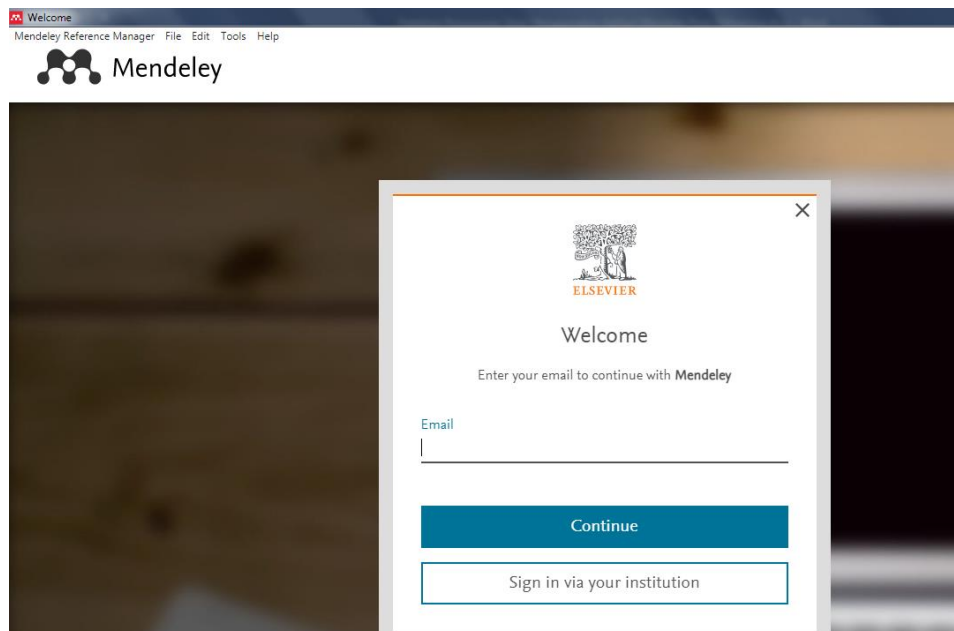 Welcome
Mendeley Reference Manager File Edit Tools Help
Mendeley
ELSEVIER
Welcome
Enter your email to continue with Mendeley
Email
Continue
Sign in via your institution